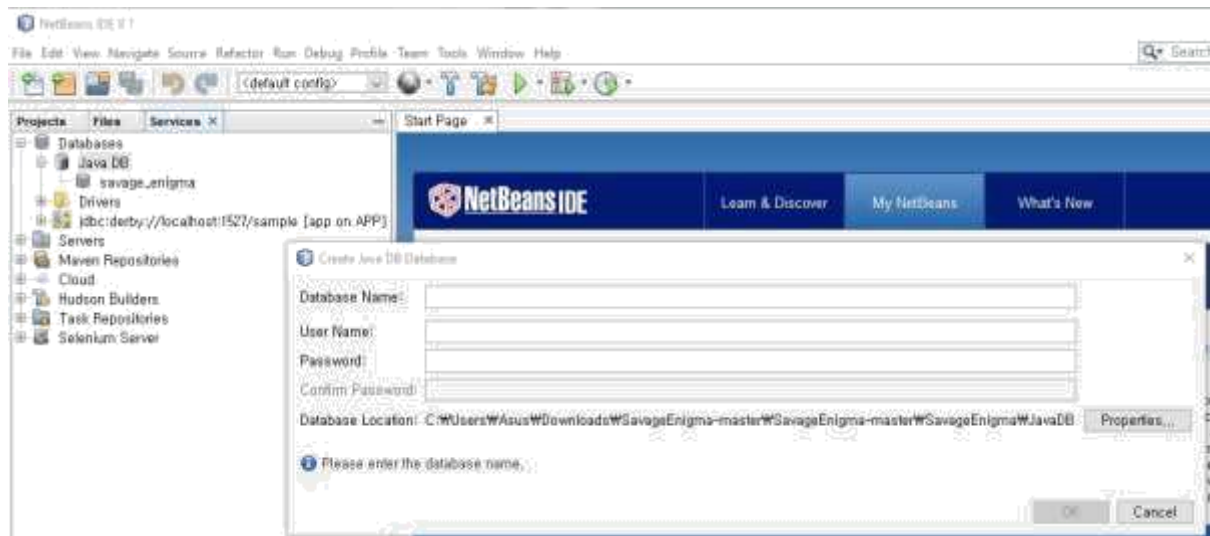 NetBeans IDE 8.1
File Edit View Navigate Source Refactor Run Debug Profile Team Tools Window Help
Search
<default config>
Projects Files Services
Start Page
Databases
Java DB
savage_enigma
Drivers
jdbc:derby://localhost:1527/sample [app on APP]
Servers
Maven Repositories
Cloud
Hudson Builders
Task Repositories
Selenium Server
NetBeans IDE
Learn & Discover
My NetBeans
What's New
Create Java DB Database
Database Name:
User Name:
Password:
Confirm Password:
Database Location: C:₩Users₩Asus₩Downloads₩SavageEnigma-master₩SavageEnigma-master₩SavageEnigma₩JavaDB Properties...
Please enter the database name.
OK Cancel